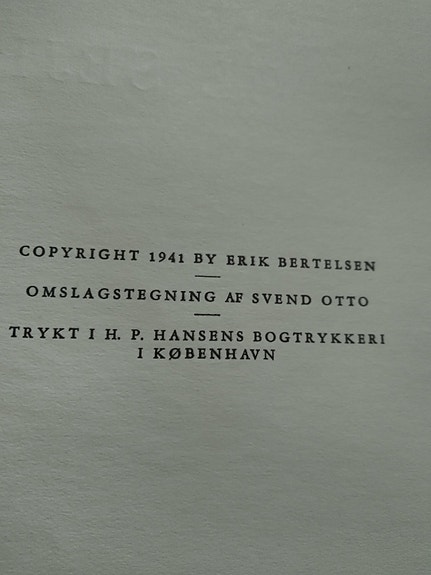 COPYRIGHT 1941 BY ERIK BERTELSEN
OMSLAGSTEGNING AF SVEND OTTO
TRYKT I H. P. HANSENS BOGTRYKKERI
I KØBENHAVN